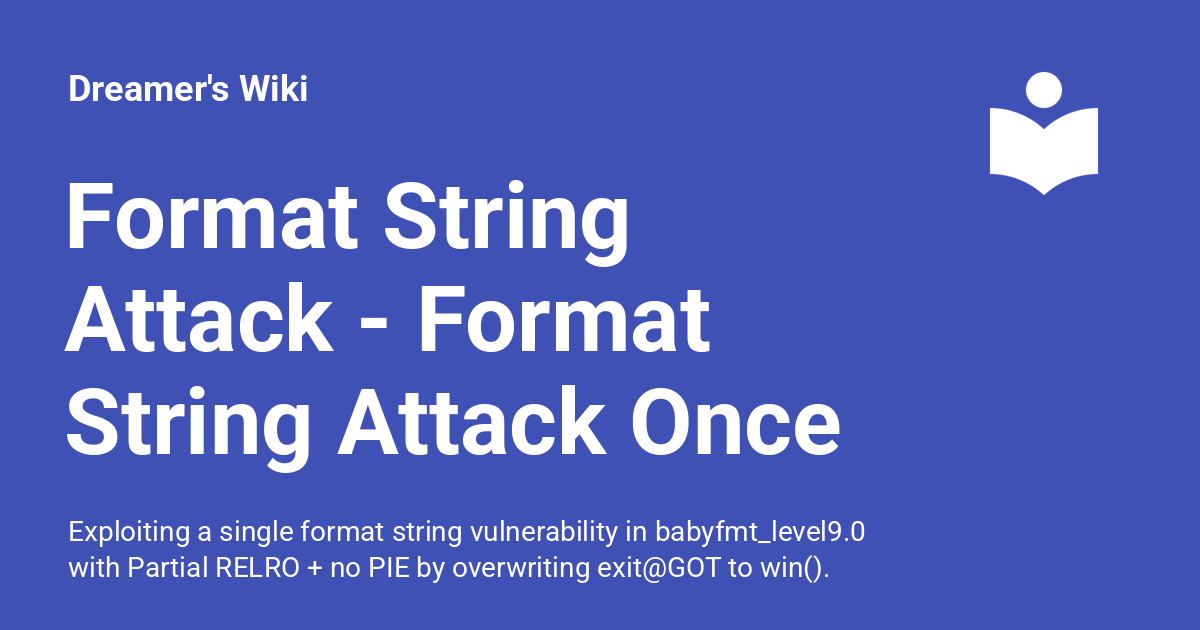 Dreamer's Wiki
Format String
Attack - Format
String Attack Once
Exploiting a single format string vulnerability in babyfmt_level9.0
with Partial RELRO + no PIE by overwriting exit@GOT to win().